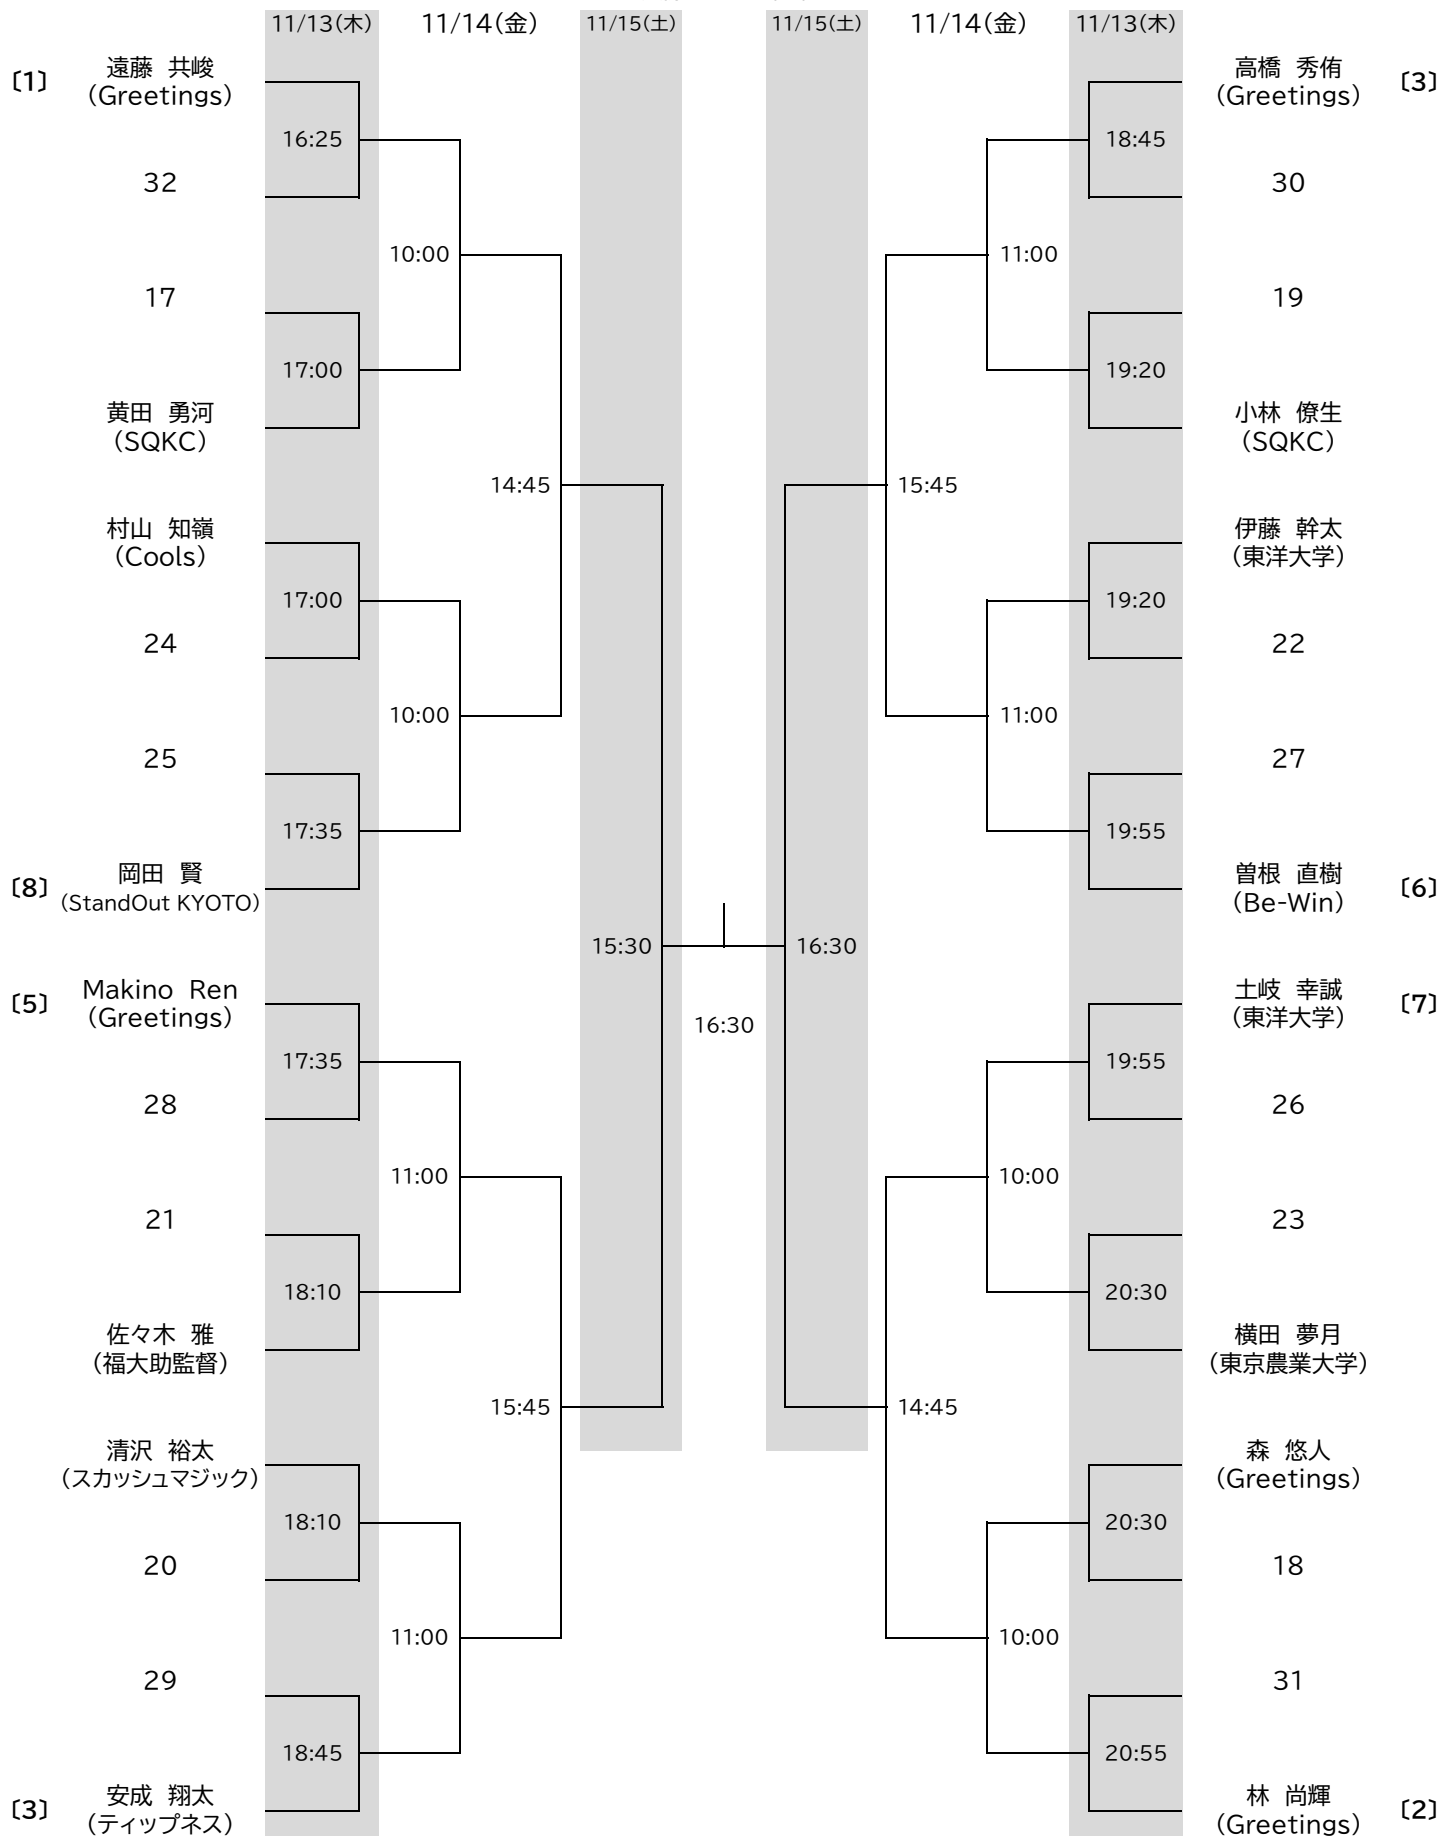 11/13(木) 11/14(金) 11/15(土) 11/15(土) 11/14(金) 11/13(木)
〔1〕 遠藤 共峻
(Greetings)
高橋 秀侑 〔3〕
(Greetings)
16:25 18:45
32 30
10:00 11:00
17 19
17:00 19:20
黄田 勇河
(SQKC)
小林 僚生
(SQKC)
14:45 15:45
村山 知嶺
(Cools)
伊藤 幹太
(東洋大学)
17:00 19:20
24 22
10:00 11:00
25 27
17:35 19:55
〔8〕 岡田 賢
(StandOut KYOTO)
曽根 直樹 〔6〕
(Be-Win)
15:30 16:30
〔5〕 Makino Ren
(Greetings)
土岐 幸誠 〔7〕
(東洋大学)
16:30
17:35 19:55
28 26
11:00 10:00
21 23
18:10 20:30
佐々木 雅
(福大助監督)
横田 夢月
(東京農業大学)
15:45 14:45
清沢 裕太
(スカッシュマジック)
森 悠人
(Greetings)
18:10 20:30
20 18
11:00 10:00
29 31
18:45 20:55
〔3〕 安成 翔太
(ティップネス)
林 尚輝 〔2〕
(Greetings)